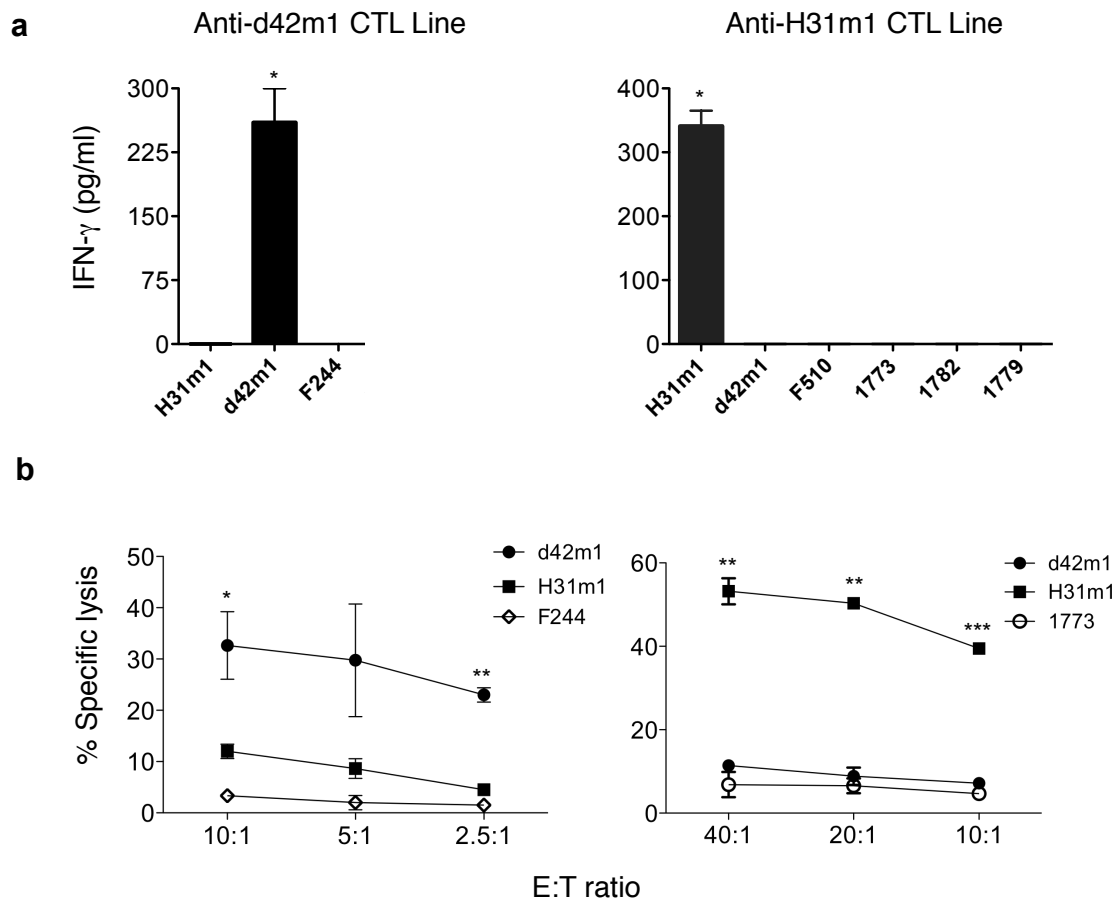 a
Anti-d42m1 CTL Line
Anti-H31m1 CTL Line
IFN-γ (pg/ml)
300
225
150
75
0
*
H31m1
d42m1
F244
400
300
200
100
0
*
H31m1
d42m1
F510
1773
1782
1779
b
% Specific lysis
50
40
30
20
10
0
*
**
d42m1
H31m1
F244
10:1
5:1
2.5:1
60
40
20
0
**
**
***
d42m1
H31m1
1773
40:1
20:1
10:1
E:T ratio